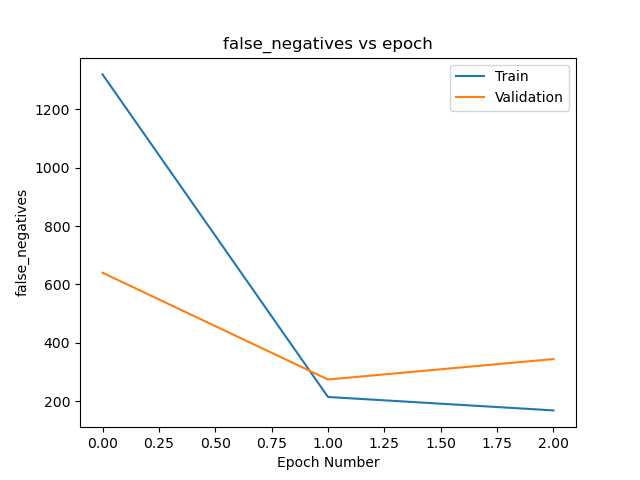 false_negatives vs epoch
Train
Validation
false_negatives
1200
1000
800
600
400
200
0.00 0.25 0.50 0.75 1.00 1.25 1.50 1.75 2.00
Epoch Number